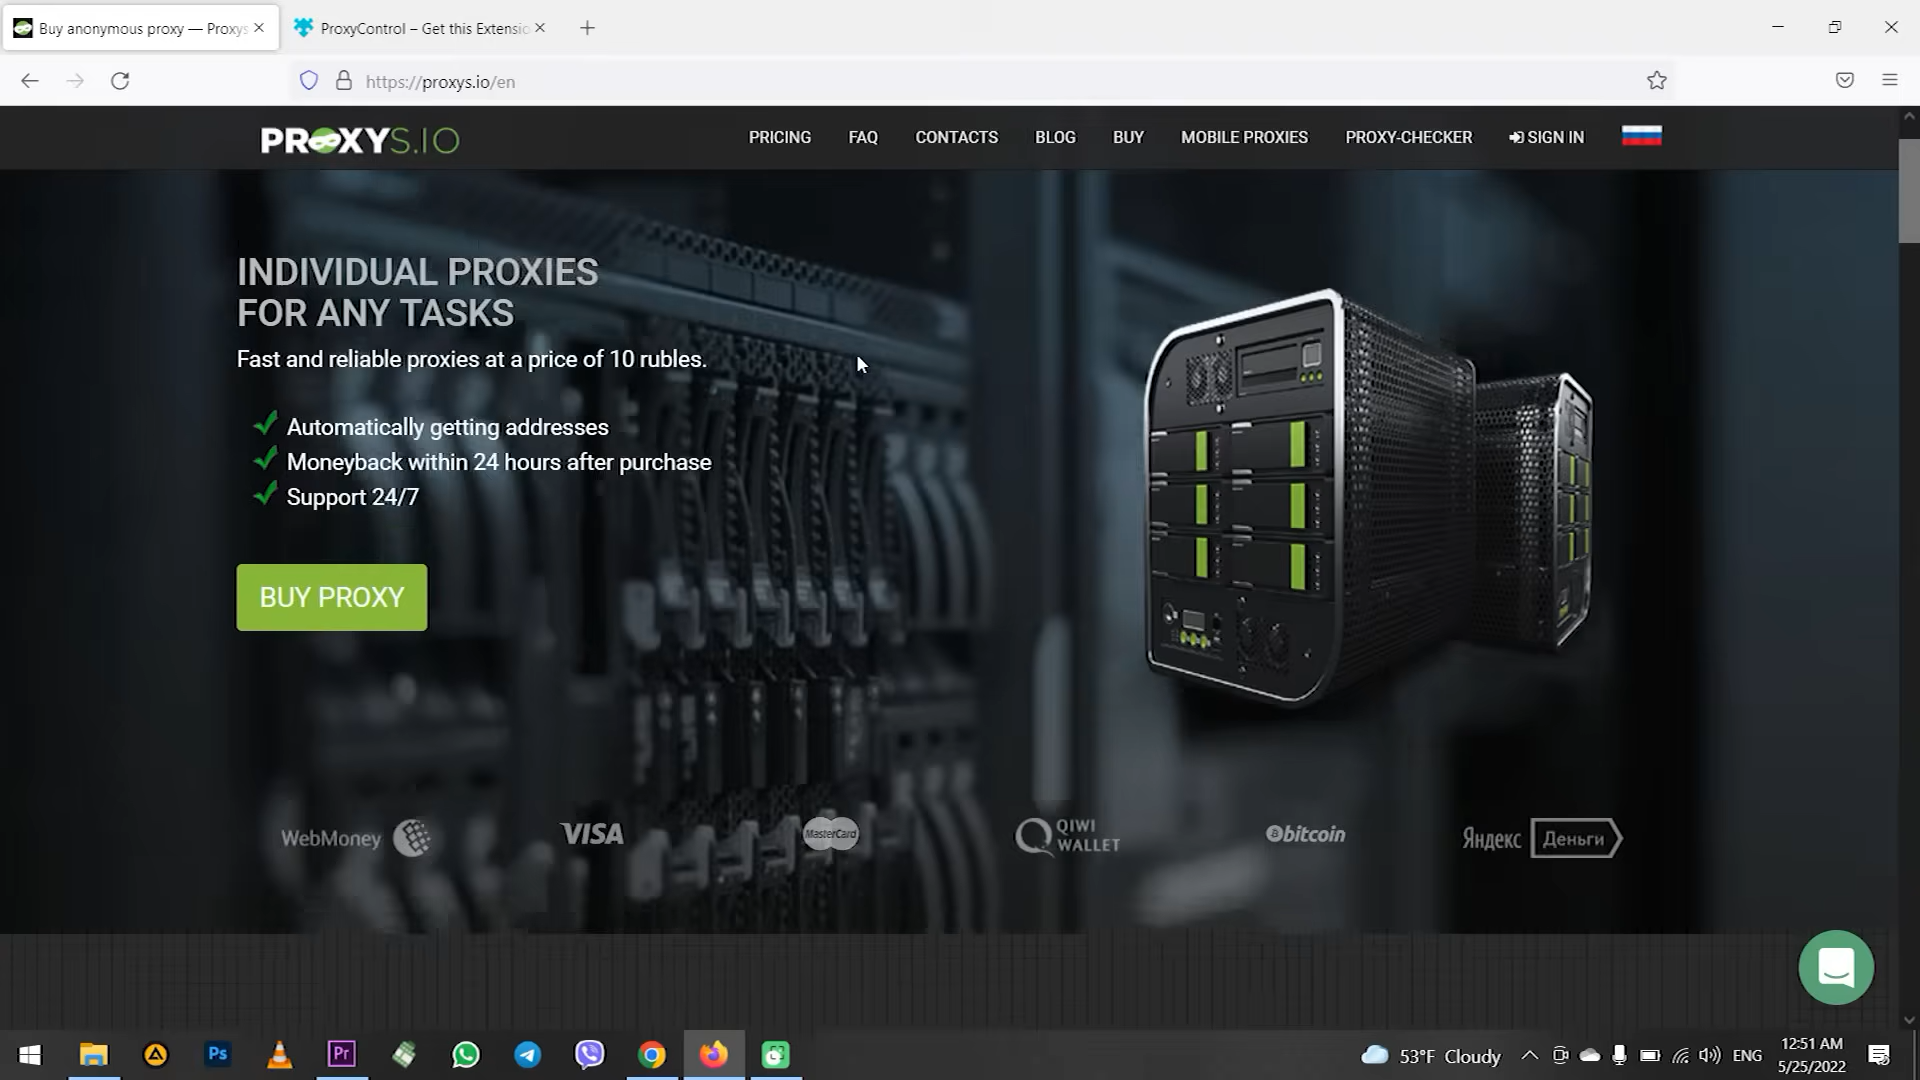 Buy anonymous proxy — Proxys
ProxyControl – Get this Extensio
https://proxys.io/en
PROXYS.IO
PRICING
FAQ
CONTACTS
BLOG
BUY
MOBILE PROXIES
PROXY-CHECKER
SIGN IN
INDIVIDUAL PROXIES
FOR ANY TASKS
Fast and reliable proxies at a price of 10 rubles.
Automatically getting addresses
Moneyback within 24 hours after purchase
Support 24/7
BUY PROXY
WebMoney
VISA
MasterCard
QIWI
WALLET
bitcoin
Яндекс Деньги
Ps
Pr
53°F Cloudy
ENG
12:51 AM
5/25/2022